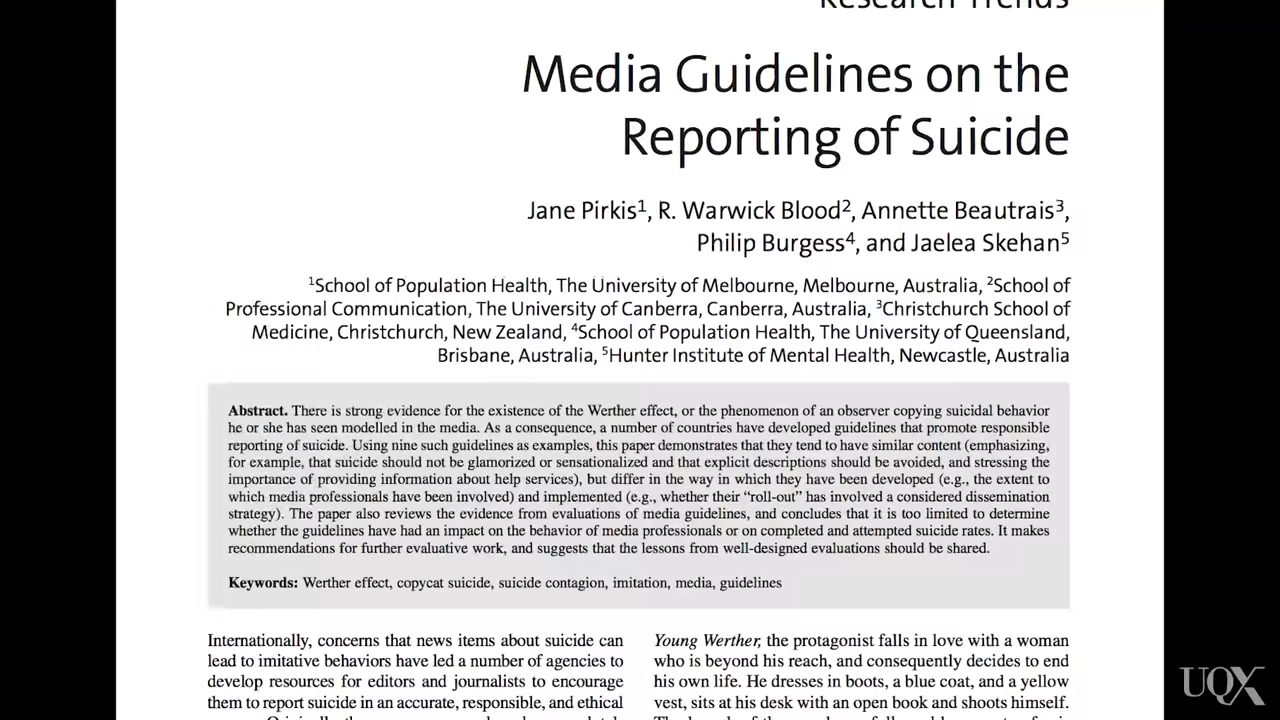 Research Trends
Media Guidelines on the
Reporting of Suicide
Jane Pirkis1, R. Warwick Blood2, Annette Beautrais3,
Philip Burgess4, and Jaelea Skehan5
1School of Population Health, The University of Melbourne, Melbourne, Australia, 2School of
Professional Communication, The University of Canberra, Canberra, Australia, 3Christchurch School of
Medicine, Christchurch, New Zealand, 4School of Population Health, The University of Queensland,
Brisbane, Australia, 5Hunter Institute of Mental Health, Newcastle, Australia
Abstract. There is strong evidence for the existence of the Werther effect, or the phenomenon of an observer copying suicidal behavior
he or she has seen modelled in the media. As a consequence, a number of countries have developed guidelines that promote responsible
reporting of suicide. Using nine such guidelines as examples, this paper demonstrates that they tend to have similar content (emphasizing,
for example, that suicide should not be glamorized or sensationalized and that explicit descriptions should be avoided, and stressing the
importance of providing information about help services), but differ in the way in which they have been developed (e.g., the extent to
which media professionals have been involved) and implemented (e.g., whether their “roll-out” has involved a considered dissemination
strategy). The paper also reviews the evidence from evaluations of media guidelines, and concludes that it is too limited to determine
whether the guidelines have had an impact on the behavior of media professionals or on completed and attempted suicide rates. It makes
recommendations for further evaluative work, and suggests that the lessons from well-designed evaluations should be shared.
Keywords: Werther effect, copycat suicide, suicide contagion, imitation, media, guidelines
Internationally, concerns that news items about suicide can
lead to imitative behaviors have led a number of agencies to
develop resources for editors and journalists to encourage
them to report suicide in an accurate, responsible, and ethical
Young Werther, the protagonist falls in love with a woman
who is beyond his reach, and consequently decides to end
his own life. He dresses in boots, a blue coat, and a yellow
vest, sits at his desk with an open book and shoots himself.
UQX